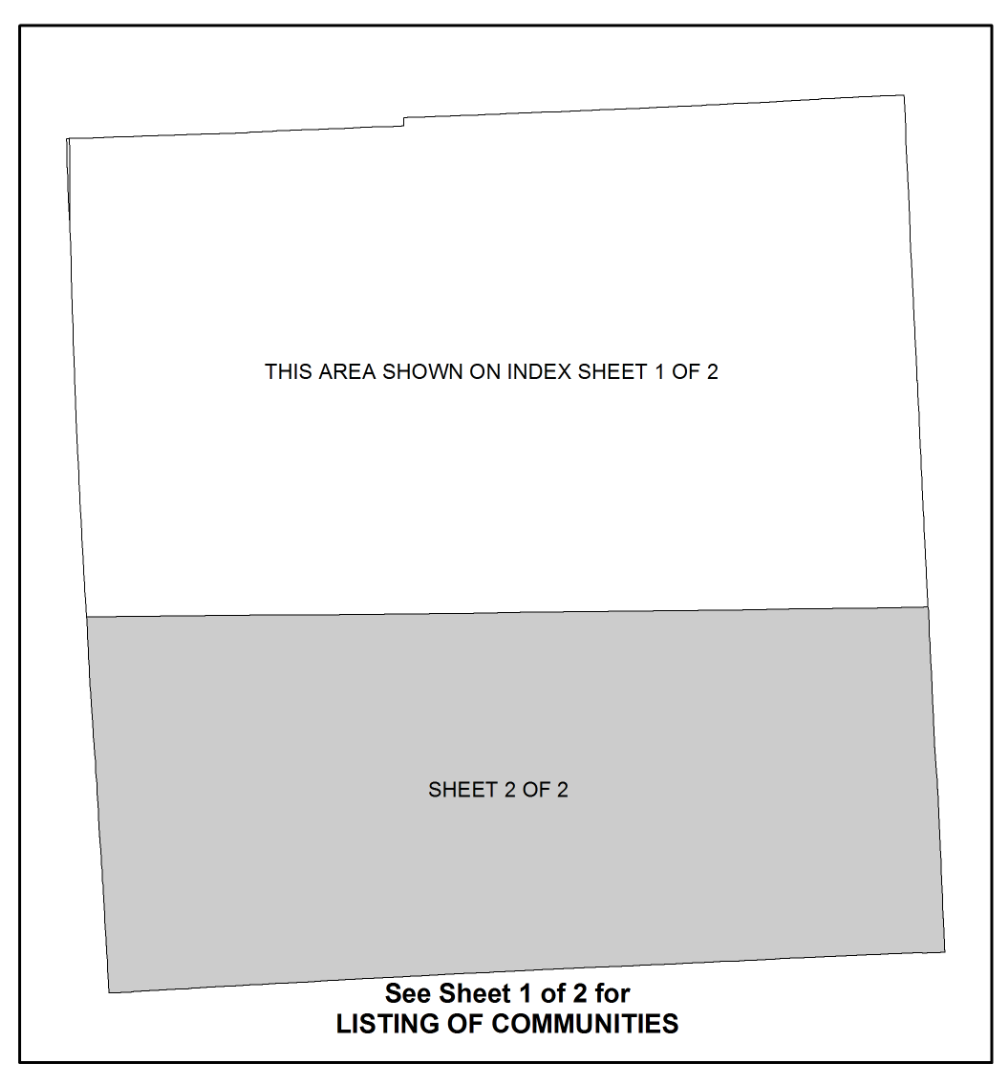 THIS AREA SHOWN ON INDEX SHEET 1 OF 2
SHEET 2 OF 2
See Sheet 1 of 2 for
LISTING OF COMMUNITIES